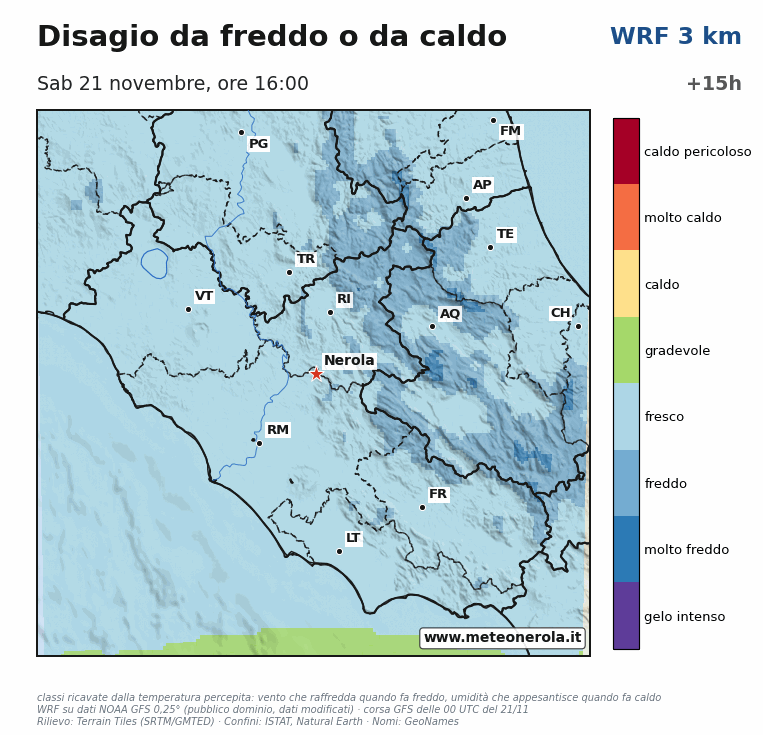 Disagio da freddo o da caldo
WRF 3 km
Sab 21 novembre, ore 16:00
+15h
FM
PG
caldo pericoloso
AP
molto caldo
TE
TR
caldo
VT
RI
AQ
CH
gradevole
Nerola
fresco
RM
freddo
FR
LT
molto freddo
gelo intenso
www.meteonerola.it
classi ricavate dalla temperatura percepita: vento che raffredda quando fa freddo, umidità che appesantisce quando fa caldo
WRF su dati NOAA GFS 0,25° (pubblico dominio, dati modificati) · corsa GFS delle 00 UTC del 21/11
Rilievo: Terrain Tiles (SRTM/GMTED) · Confini: ISTAT, Natural Earth · Nomi: GeoNames